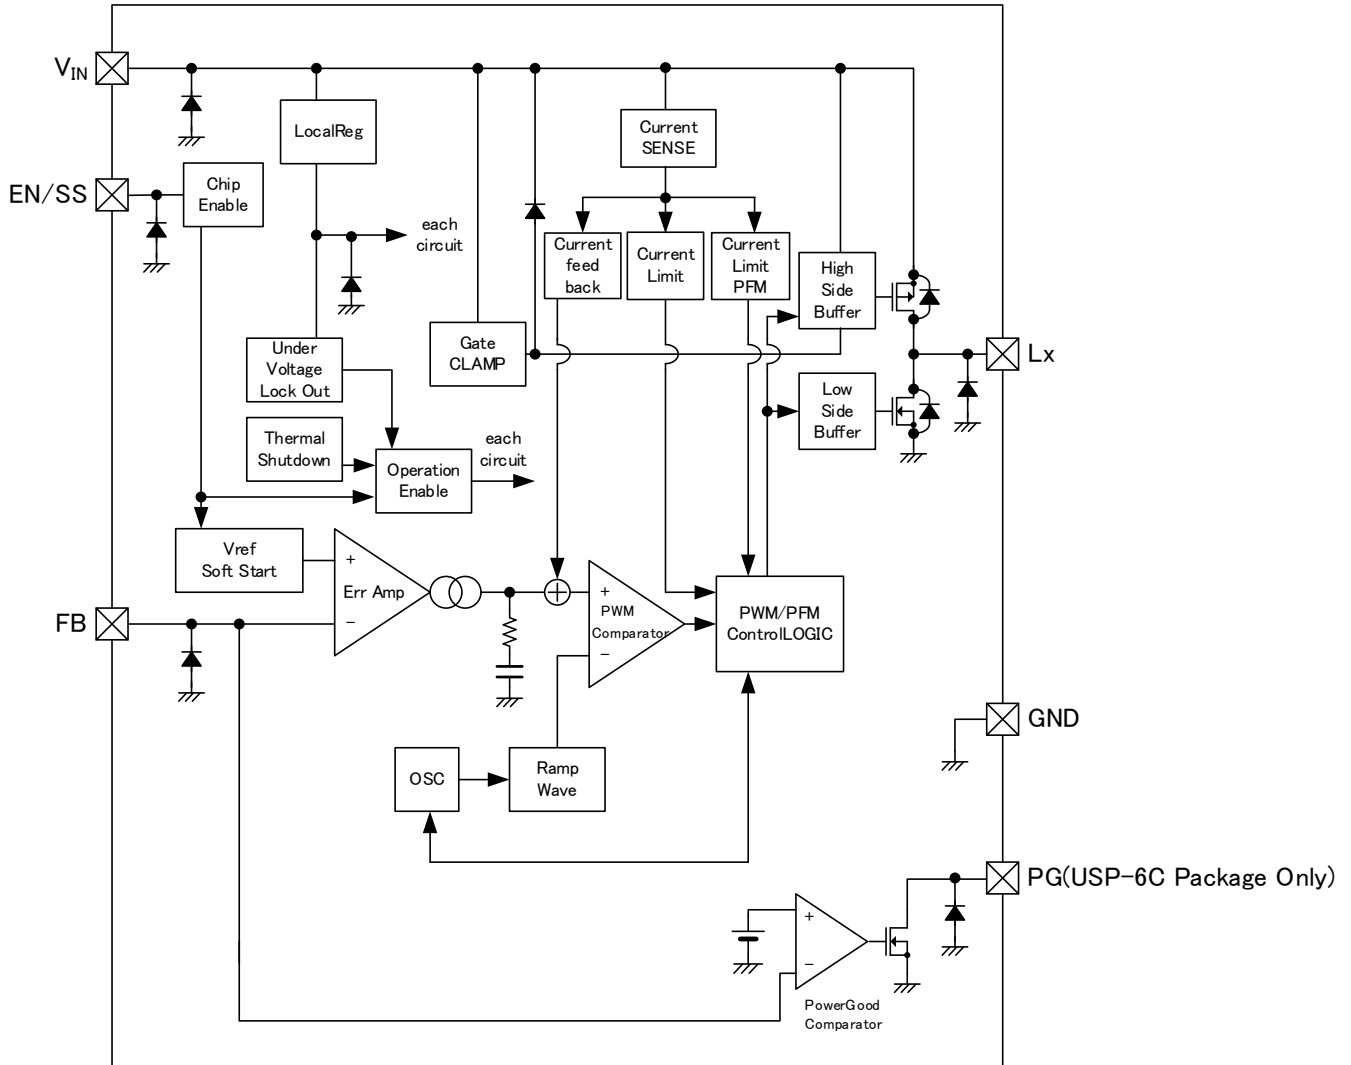 VIN
LocalReg
Current
SENSE
EN/SS
Chip
Enable
each
circuit
Current
feed
back
Current
Limit
Current
Limit
PFM
High
Side
Buffer
Gate
CLAMP
Under
Voltage
Lock Out
Lx
Low
Side
Buffer
Thermal
Shutdown
Operation
Enable
each
circuit
Vref
Soft Start
+
Err Amp
−
+
PWM
Comparator
−
PWM/PFM
ControlLOGIC
FB
GND
OSC
Ramp
Wave
PG(USP-6C Package Only)
+
−
PowerGood
Comparator